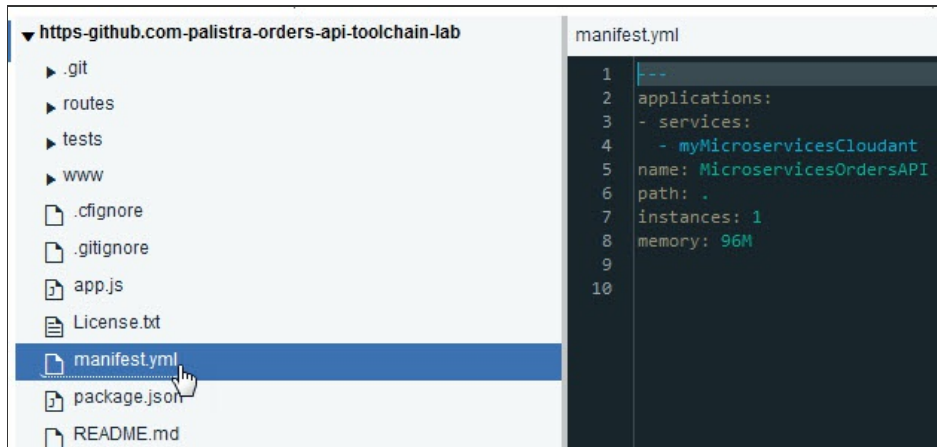 https-github.com-palistra-orders-api-toolchain-lab
.git
routes
tests
www
.cfignore
.gitignore
app.js
License.txt
manifest.yml
package.json
README.md
manifest.yml
1 ---
2 applications:
3 - services:
4   - myMicroservicesCloudant
5 name: MicroservicesOrdersAPI
6 path: .
7 instances: 1
8 memory: 96M
9
10